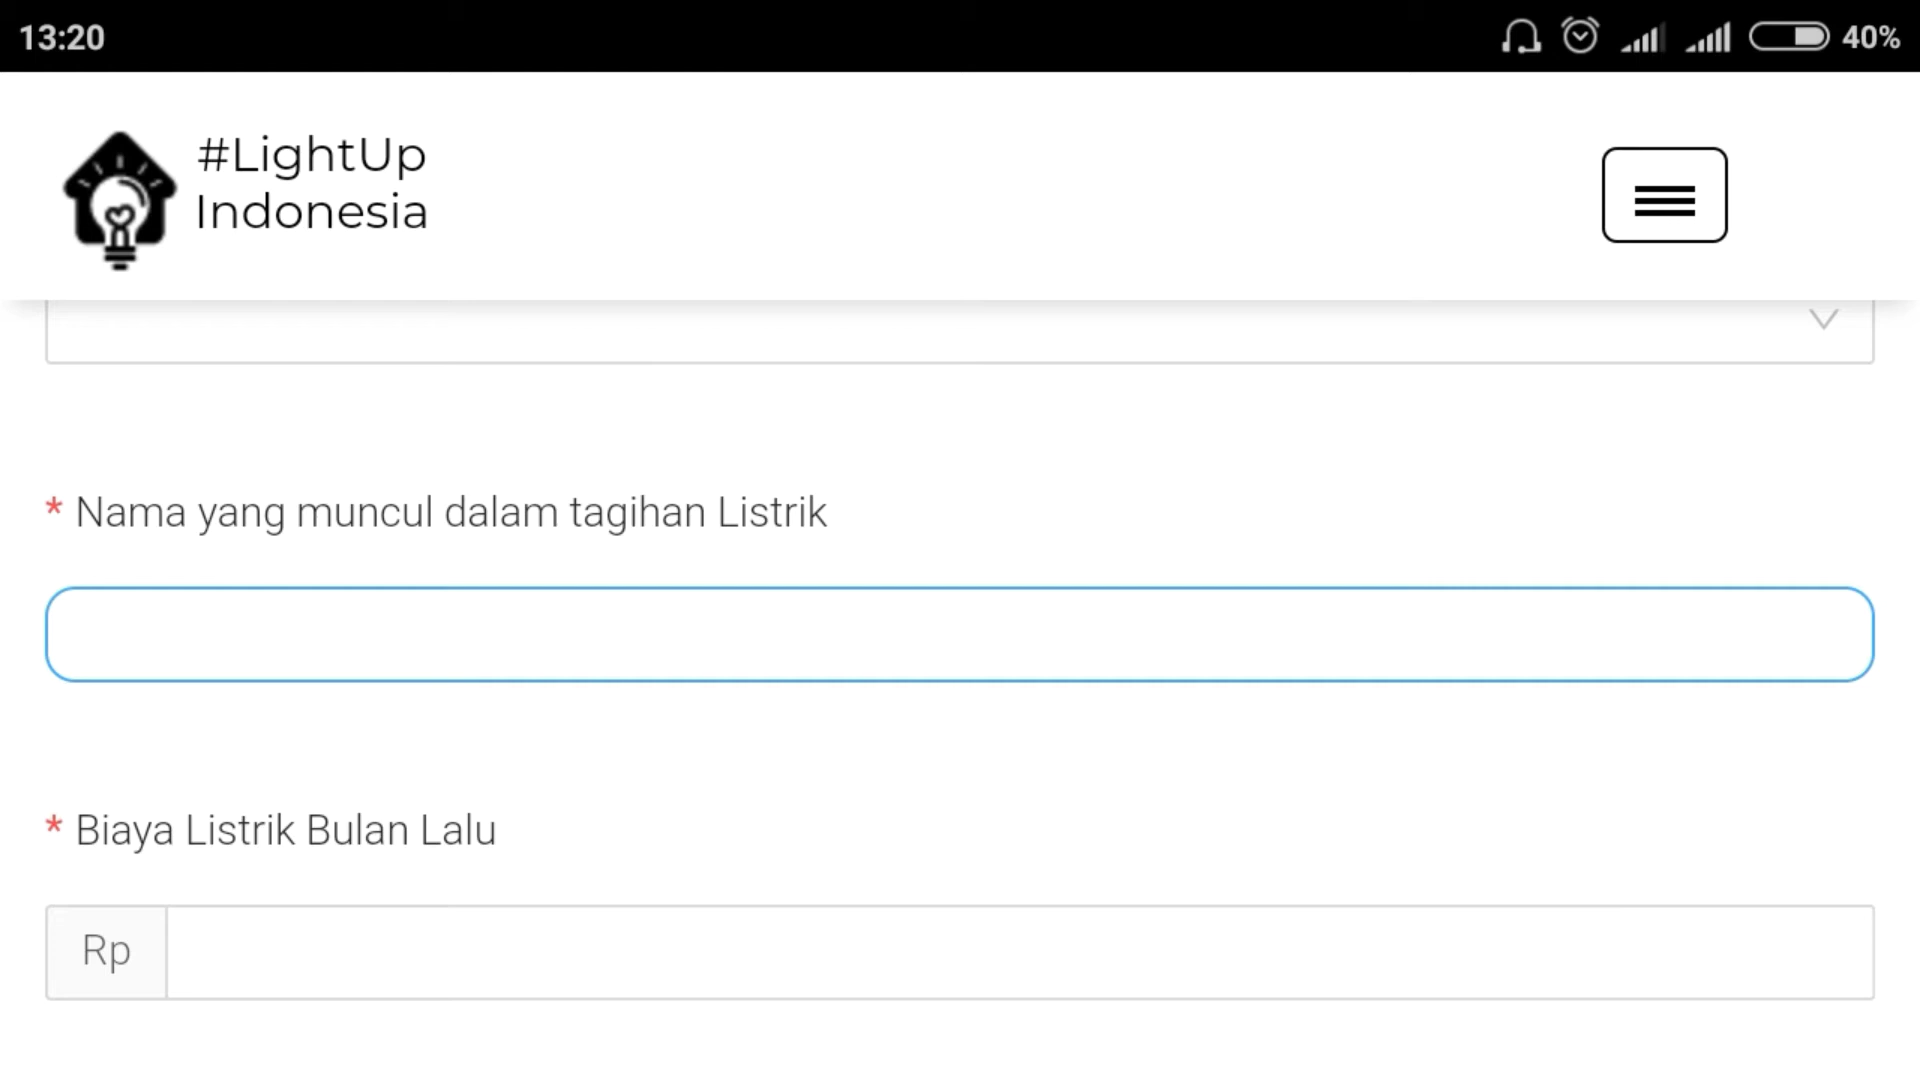 13:20
40%
#LightUp
Indonesia
* Nama yang muncul dalam tagihan Listrik
* Biaya Listrik Bulan Lalu
Rp